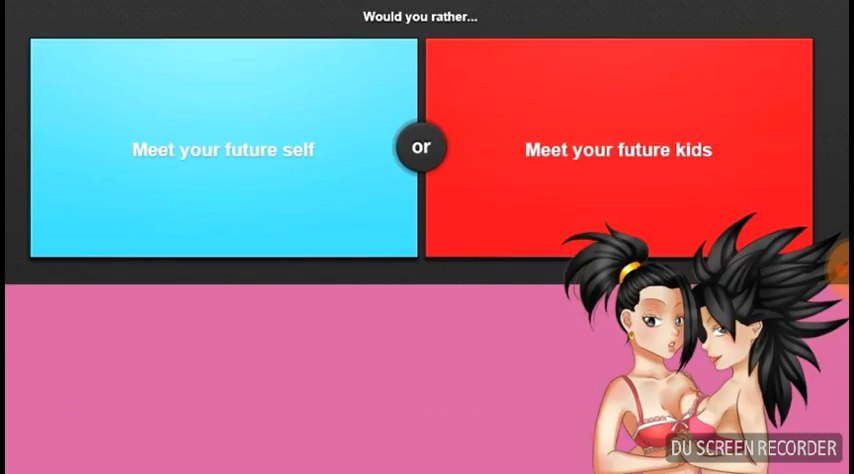 Would you rather...
Meet your future self
or
Meet your future kids
DU SCREEN RECORDER